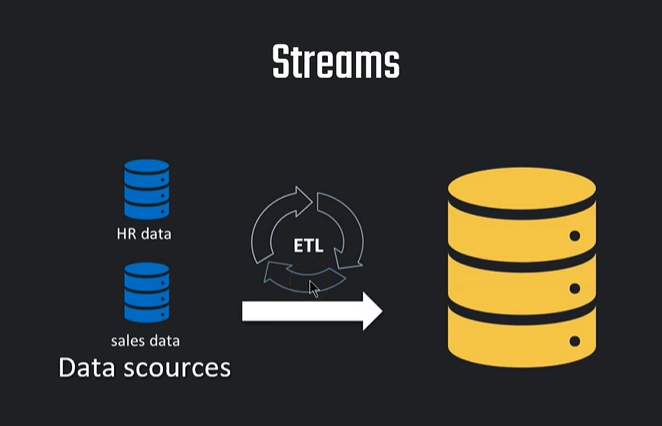 Streams
HR data
ETL
sales data
Data scources